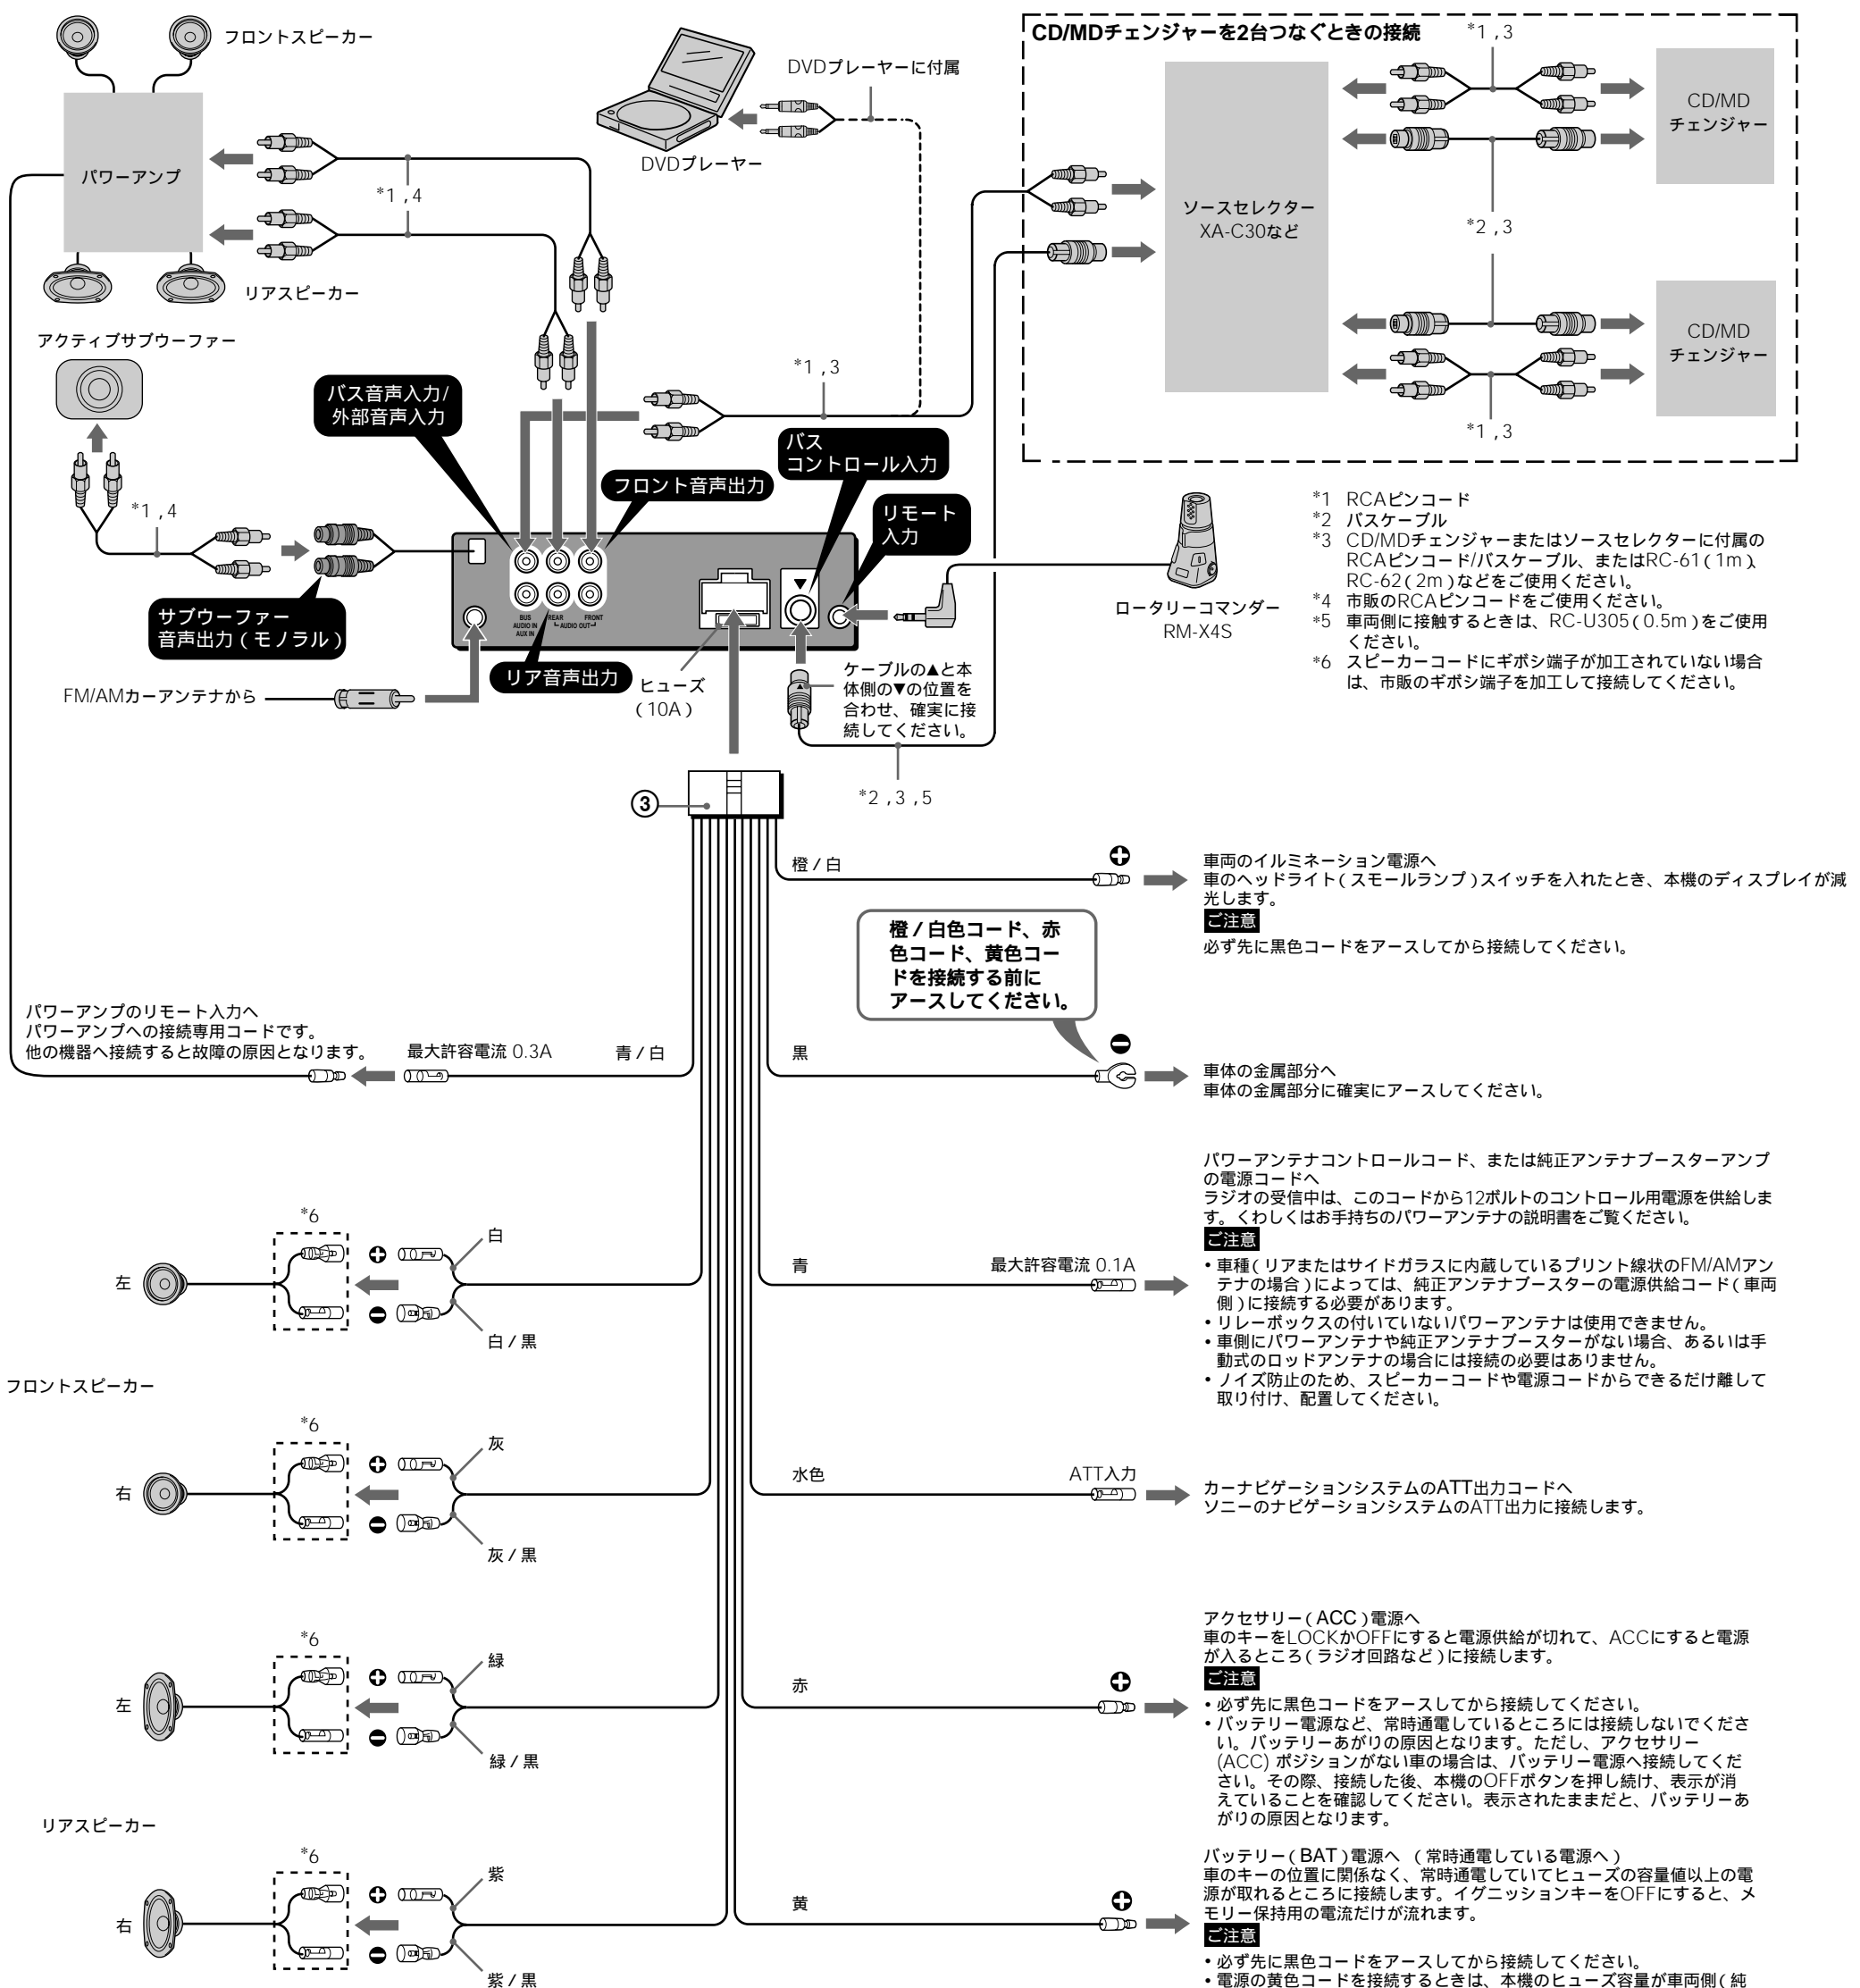 フロントスピーカー
パワーアンプ
*1 ,4
リアスピーカー
DVDプレーヤーに付属
DVDプレーヤー
CD/MDチェンジャーを2台つなぐときの接続
*1 ,3
CD/MD
チェンジャー
ソースセレクター
XA-C30など
*2 ,3
CD/MD
チェンジャー
*1 ,3
アクティブサブウーファー
*1 ,4
バス音声入力/
外部音声入力
*1 ,3
バス
コントロール入力
フロント音声出力
リモート
入力
サブウーファー
音声出力(モノラル)
BUS
AUDIO IN
AUX IN
REAR
FRONT
AUDIO OUT
リア音声出力
ヒューズ
(10A)
FM/AMカーアンテナから
ケーブルの▲と本
体側の▼の位置を
合わせ、確実に接
続してください。
*2 ,3 ,5
ロータリーコマンダー
RM-X4S
*1 RCAピンコード
*2 バスケーブル
*3 CD/MDチェンジャーまたはソースセレクターに付属の
RCAピンコード/バスケーブル、またはRC-61(1m)、
RC-62(2m)などをご使用ください。
*4 市販のRCAピンコードをご使用ください。
*5 車両側に接触するときは、RC-U305(0.5m)をご使用
ください。
*6 スピーカーコードにギボシ端子が加工されていない場合
は、市販のギボシ端子を加工して接続してください。
③
橙/白
車両のイルミネーション電源へ
車のヘッドライト(スモールランプ)スイッチを入れたとき、本機のディスプレイが減
光します。
ご注意
必ず先に黒色コードをアースしてから接続してください。
橙/白色コード、赤
色コード、黄色コー
ドを接続する前に
アースしてください。
パワーアンプのリモート入力へ
パワーアンプへの接続専用コードです。
他の機器へ接続すると故障の原因となります。
最大許容電流 0.3A
青/白
黒
車体の金属部分へ
車体の金属部分に確実にアースしてください。
パワーアンテナコントロールコード、または純正アンテナブースターアンプ
の電源コードへ
ラジオの受信中は、このコードから12ボルトのコントロール用電源を供給しま
す。くわしくはお手持ちのパワーアンテナの説明書をご覧ください。
ご注意
• 車種(リアまたはサイドガラスに内蔵しているプリント線状のFM/AMアン
テナの場合)によっては、純正アンテナブースターの電源供給コード(車両
側)に接続する必要があります。
• リレーボックスの付いていないパワーアンテナは使用できません。
• 車側にパワーアンテナや純正アンテナブースターがない場合、あるいは手
動式のロッドアンテナの場合には接続の必要はありません。
• ノイズ防止のため、スピーカーコードや電源コードからできるだけ離して
取り付け、配置してください。
青
最大許容電流 0.1A
*6
左
白
白/黒
フロントスピーカー
*6
右
灰
灰/黒
水色
ATT入力
カーナビゲーションシステムのATT出力コードへ
ソニーのナビゲーションシステムのATT出力に接続します。
*6
左
緑
緑/黒
リアスピーカー
赤
アクセサリー(ACC)電源へ
車のキーをLOCKかOFFにすると電源供給が切れて、ACCにすると電源
が入るところ(ラジオ回路など)に接続します。
ご注意
• 必ず先に黒色コードをアースしてから接続してください。
• バッテリー電源など、常時通電しているところには接続しないでくださ
い。バッテリーあがりの原因となります。ただし、アクセサリー
(ACC) ポジションがない車の場合は、バッテリー電源へ接続してくだ
さい。その際、接続した後、本機のOFFボタンを押し続け、表示が消
えていることを確認してください。表示されたままだと、バッテリーあ
がりの原因となります。
*6
右
紫
紫/黒
黄
バッテリー(BAT)電源へ (常時通電している電源へ)
車のキーの位置に関係なく、常時通電していてヒューズの容量値以上の電
源が取れるところに接続します。イグニッションキーをOFFにすると、メ
モリー保持用の電流だけが流れます。
ご注意
• 必ず先に黒色コードをアースしてから接続してください。
• 電源の黄色コードを接続するときは、本機のヒューズ容量が車両側(純